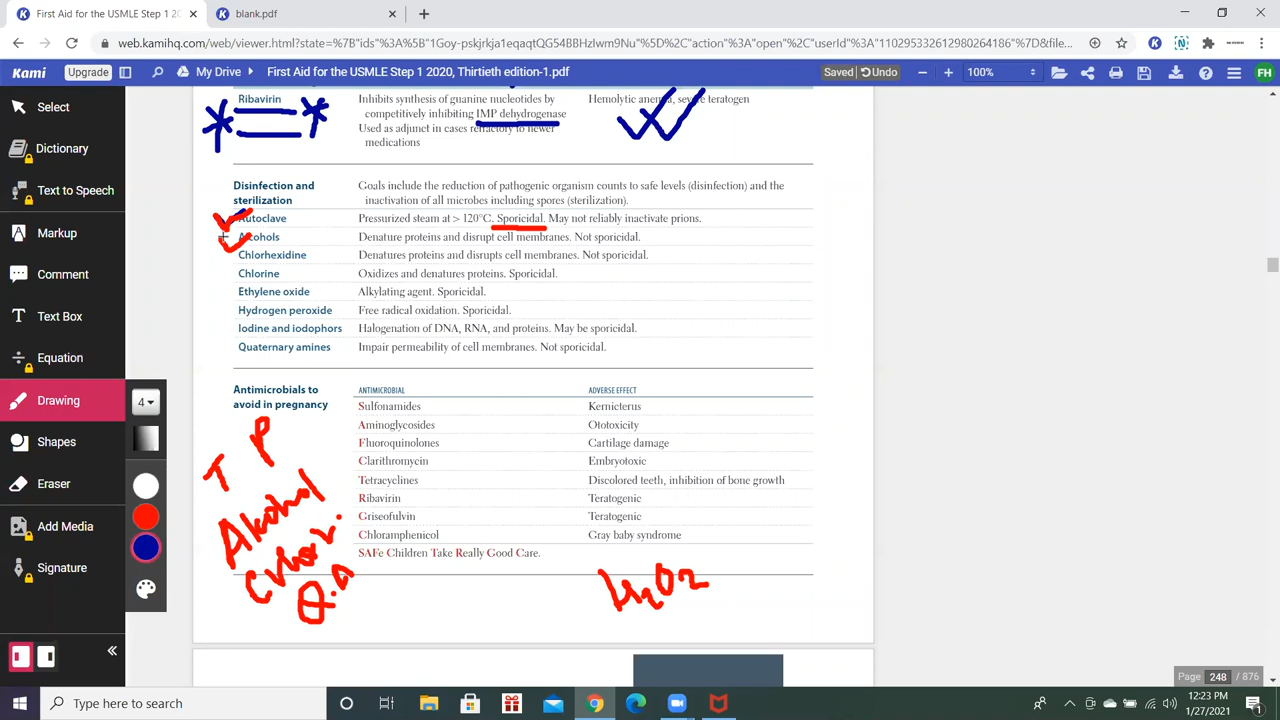 First Aid for the USMLE Step 1 20
blank.pdf
web.kamihq.com/web/viewer.html?state=%7B"ids"%3A%5B"1Goy-pskjrkja1eqaqtQG54BBHzIwm9Nu"%5D%2C"action"%3A"open"%2C"userId"%3A"110295332612980264186"%7D&file...
Kami
Upgrade
My Drive
First Aid for the USMLE Step 1 2020, Thirtieth edition-1.pdf
Saved
Undo
100%
FH
Select
Dictionary
Text to Speech
Markup
Comment
Text Box
Equation
Drawing
Shapes
Eraser
Add Media
Signature
4
Ribavirin
Inhibits synthesis of guanine nucleotides by
competitively inhibiting IMP dehydrogenase
Used as adjunct in cases refractory to newer
medications
Hemolytic anemia, severe teratogen
Disinfection and
sterilization
Goals include the reduction of pathogenic organism counts to safe levels (disinfection) and the
inactivation of all microbes including spores (sterilization).
Autoclave
Pressurized steam at > 120°C. Sporicidal. May not reliably inactivate prions.
Alcohols
Denature proteins and disrupt cell membranes. Not sporicidal.
Chlorhexidine
Denatures proteins and disrupts cell membranes. Not sporicidal.
Chlorine
Oxidizes and denatures proteins. Sporicidal.
Ethylene oxide
Alkylating agent. Sporicidal.
Hydrogen peroxide
Free radical oxidation. Sporicidal.
Iodine and iodophors
Halogenation of DNA, RNA, and proteins. May be sporicidal.
Quaternary amines
Impair permeability of cell membranes. Not sporicidal.
Antimicrobials to
avoid in pregnancy
ANTIMICROBIAL
ADVERSE EFFECT
Sulfonamides
Kernicterus
Aminoglycosides
Ototoxicity
Fluoroquinolones
Cartilage damage
Clarithromycin
Embryotoxic
Tetracyclines
Discolored teeth, inhibition of bone growth
Ribavirin
Teratogenic
Griseofulvin
Teratogenic
Chloramphenicol
Gray baby syndrome
SAFe Children Take Really Good Care.
P
T
Q.A
H2O2
Page 248 / 876
Type here to search
12:23 PM
1/27/2021